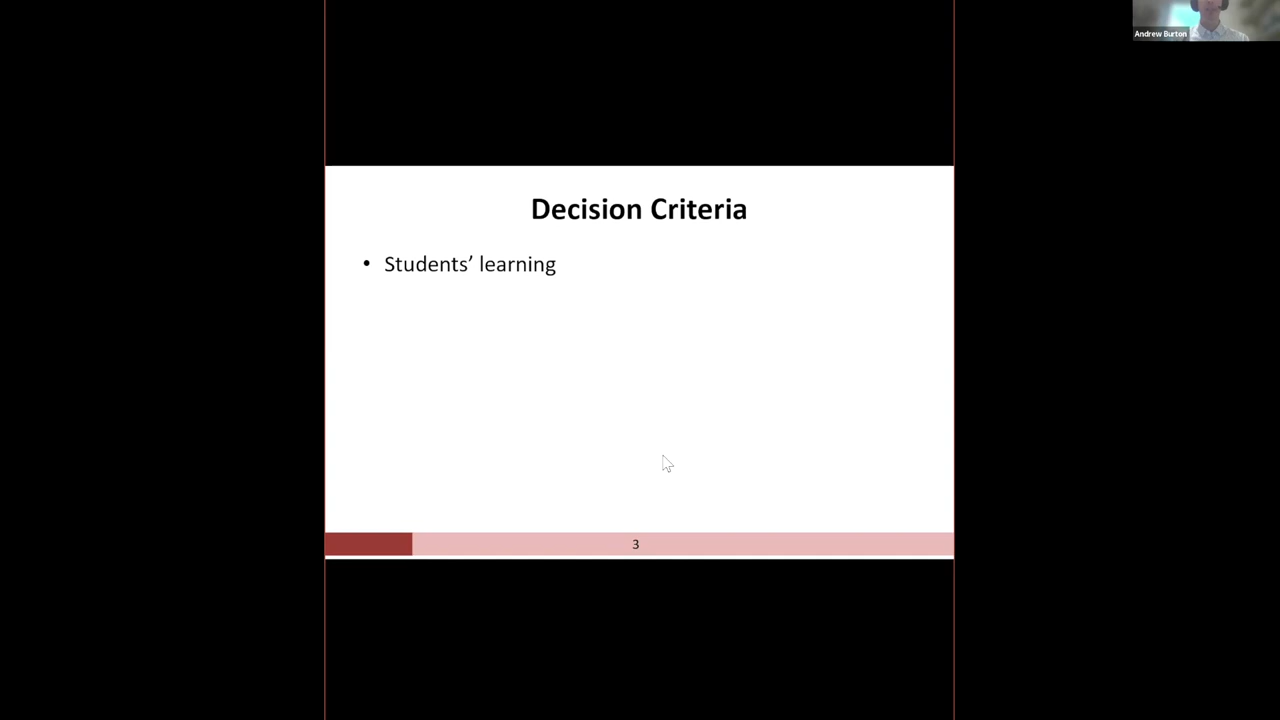 Andrew Burton
Decision Criteria
• Students’ learning
3